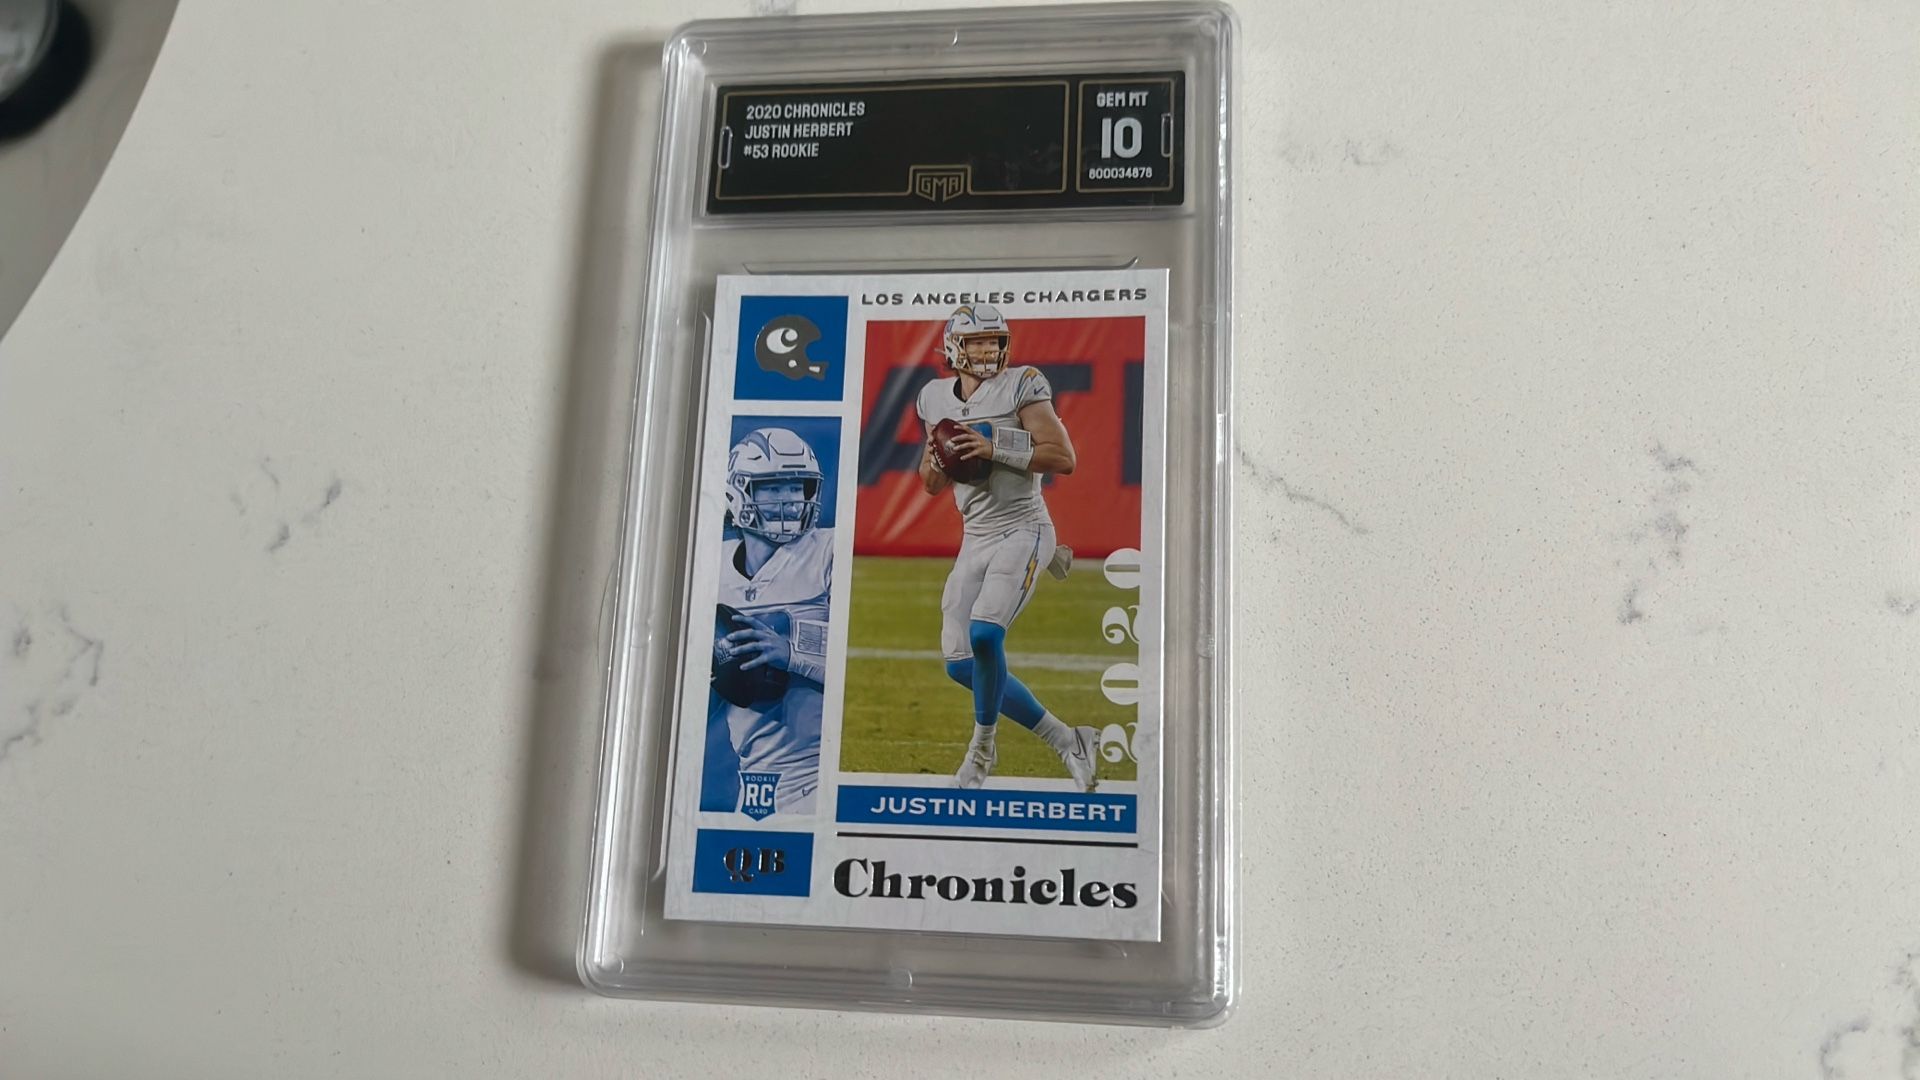 2020 CHRONICLES
JUSTIN HERBERT
#53 ROOKIE
GMA
GEM MT
10
600034876
LOS ANGELES CHARGERS
C
AT
2020
ROOKIE
RC
CARD
JUSTIN HERBERT
QB
Chronicles